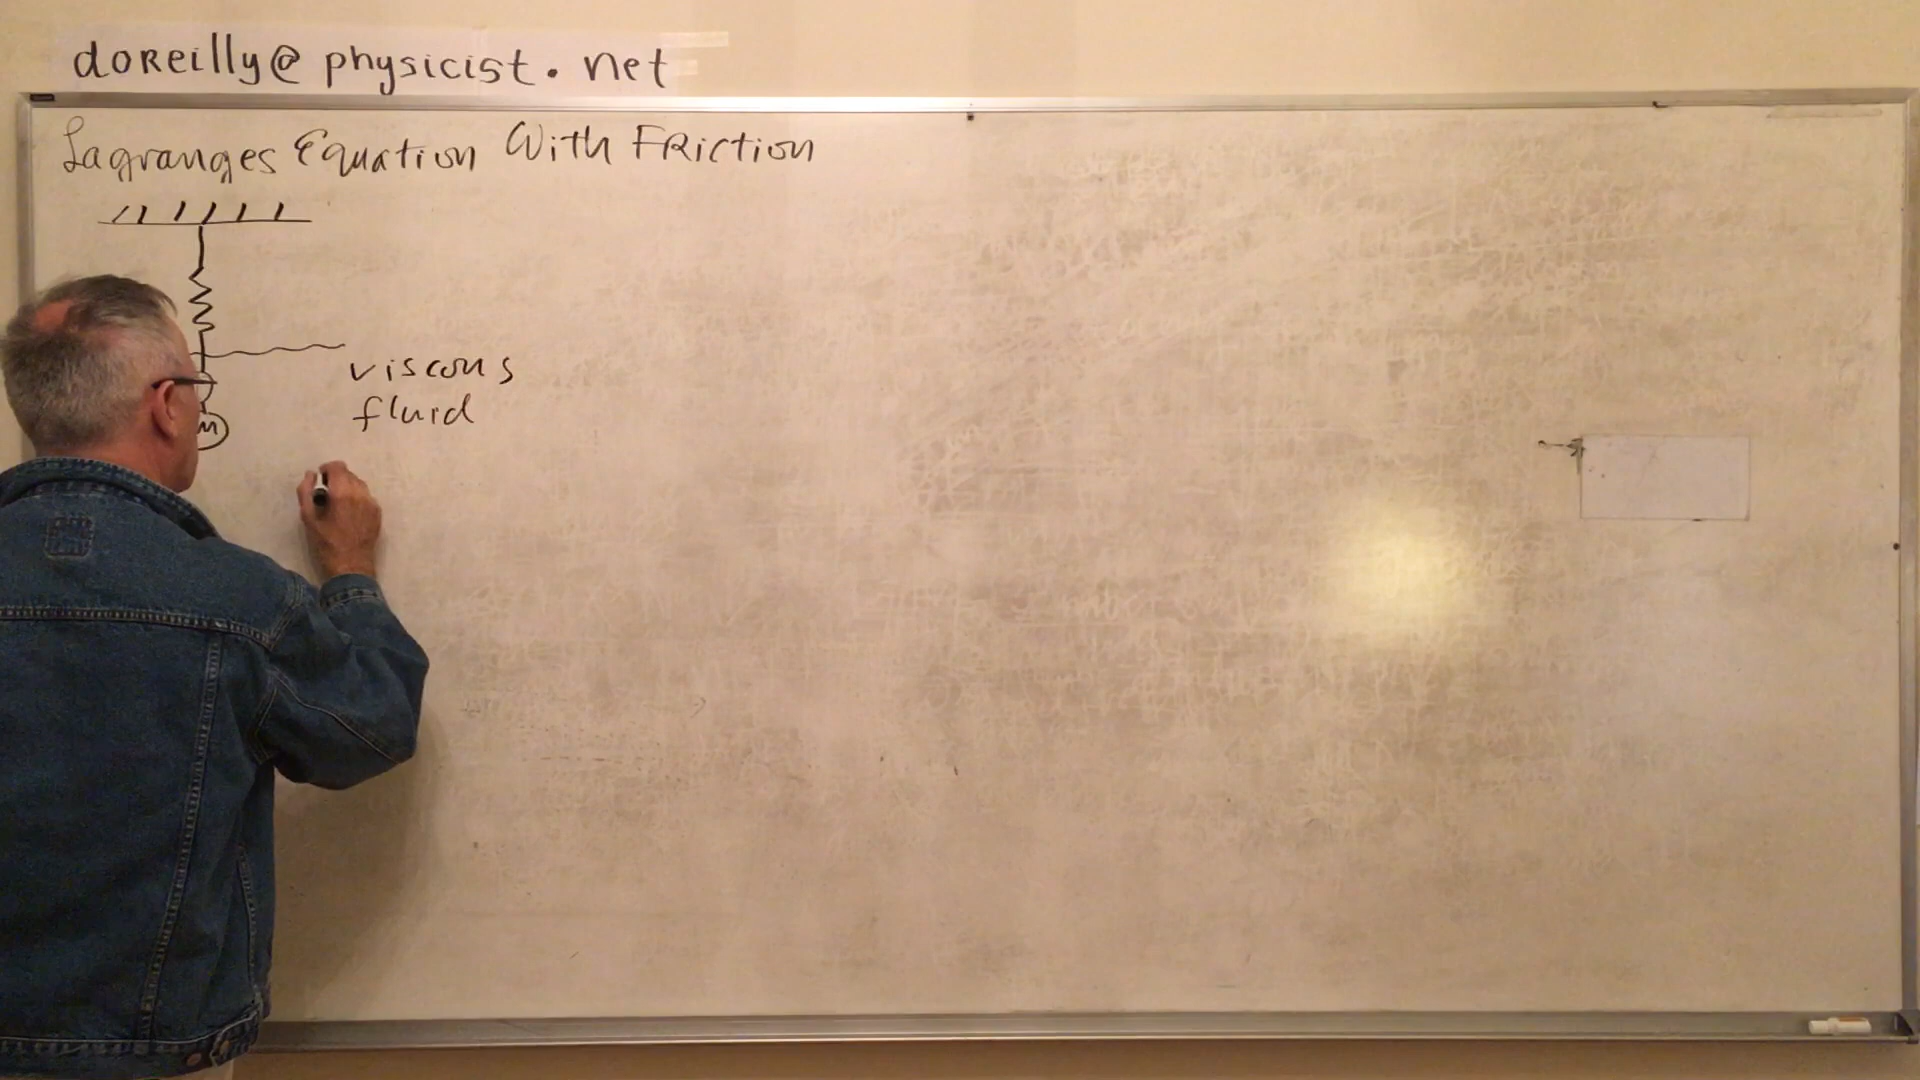 doreilly@physicist.net
Lagranges Equation With Friction
viscous
fluid
m